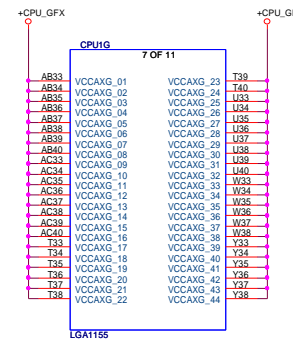 +CPU_GFX +CPU_G
CPU1G
7 OF 11
AB33 VCCAXG_01 VCCAXG_23 T39
AB34 VCCAXG_02 VCCAXG_24 T40
AB35 VCCAXG_03 VCCAXG_25 U33
AB36 VCCAXG_04 VCCAXG_26 U34
AB37 VCCAXG_05 VCCAXG_27 U35
AB38 VCCAXG_06 VCCAXG_28 U36
AB39 VCCAXG_07 VCCAXG_29 U37
AB40 VCCAXG_08 VCCAXG_30 U38
AC33 VCCAXG_09 VCCAXG_31 U39
AC34 VCCAXG_10 VCCAXG_32 U40
AC35 VCCAXG_11 VCCAXG_33 W33
AC36 VCCAXG_12 VCCAXG_34 W34
AC37 VCCAXG_13 VCCAXG_35 W35
AC38 VCCAXG_14 VCCAXG_36 W36
AC39 VCCAXG_15 VCCAXG_37 W37
AC40 VCCAXG_16 VCCAXG_38 W38
T33 VCCAXG_17 VCCAXG_39 Y33
T34 VCCAXG_18 VCCAXG_40 Y34
T35 VCCAXG_19 VCCAXG_41 Y35
T36 VCCAXG_20 VCCAXG_42 Y36
T37 VCCAXG_21 VCCAXG_43 Y37
T38 VCCAXG_22 VCCAXG_44 Y38
LGA1155